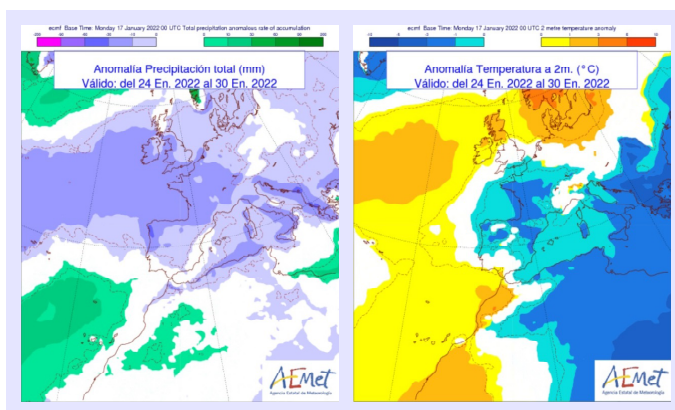 ecmf Base Time: Monday 17 January 2022 00 UTC Total precipitation anomalies rate of accumulation
Anomalía Precipitación total (mm)
Válido: del 24 En. 2022 al 30 En. 2022
AEMet
Agencia Estatal de Meteorología
ecmf Base Time: Monday 17 January 2022 00 UTC 2 metre temperature anomaly
Anomalía Temperatura a 2m. (°C)
Válido: del 24 En. 2022 al 30 En. 2022
AEMet
Agencia Estatal de Meteorología